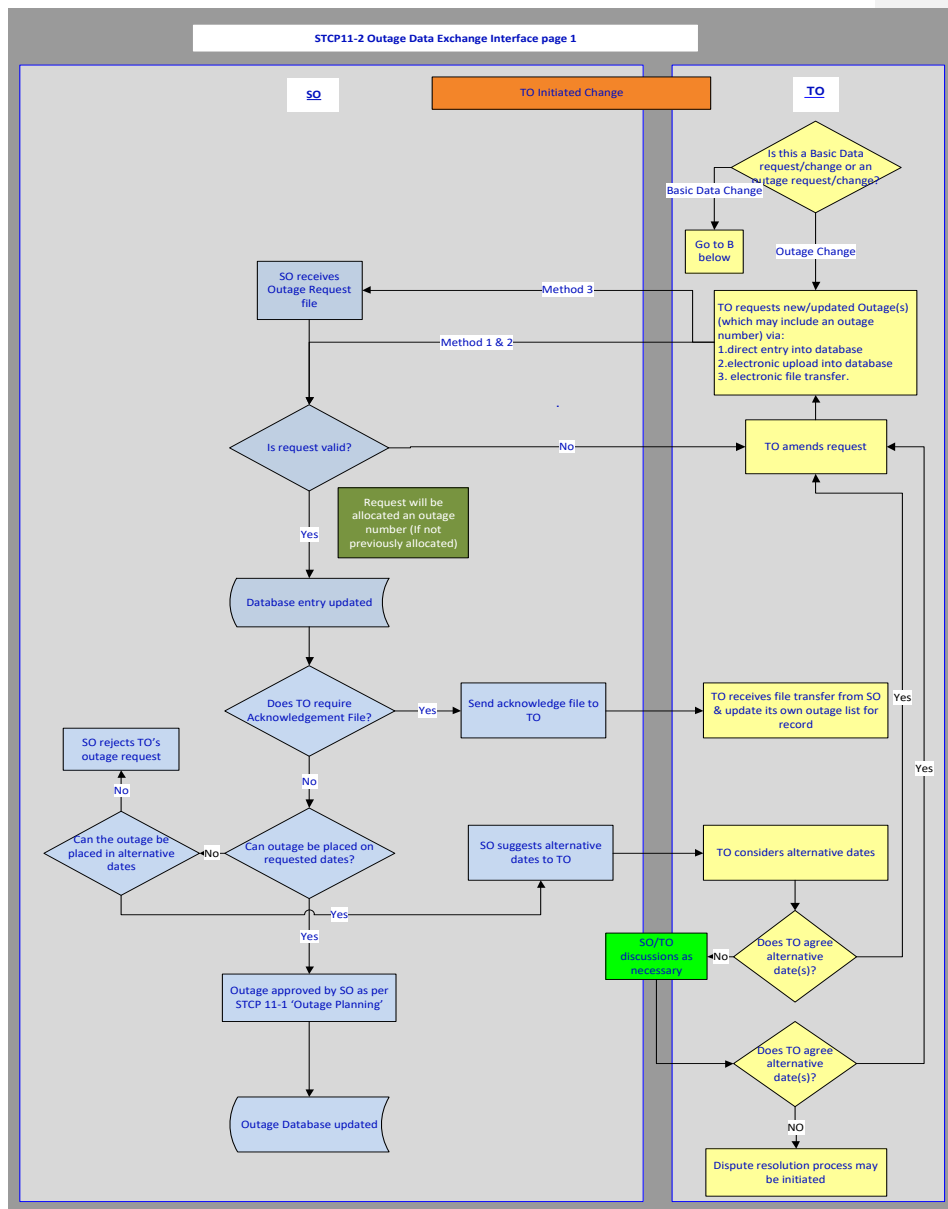 STCP11-2 Outage Data Exchange Interface page 1
SO
TO Initiated Change
TO
Is this a Basic Data
request/change or an
outage request/change?
Basic Data Change
Go to B
below
Outage Change
SO receives
Outage Request
file
Method 3
TO requests new/updated Outage(s)
(which may include an outage
number) via:
1.direct entry into database
2.electronic upload into database
3. electronic file transfer.
Method 1 & 2
Is request valid?
No
TO amends request
Request will be
allocated an outage
number (If not
previously allocated)
Yes
Database entry updated
Does TO require
Acknowledgement File?
Yes
Send acknowledge file to
TO
TO receives file transfer from SO
& update its own outage list for
record
Yes
SO rejects TO's
outage request
Yes
No
No
Can the outage be
placed in alternative
dates
No
Can outage be placed on
requested dates?
SO suggests alternative
dates to TO
TO considers alternative dates
Yes
Yes
SO/TO
discussions as
necessary
No
Does TO agree
alternative
date(s)?
Outage approved by SO as per
STCP 11-1 ‘Outage Planning’
Does TO agree
alternative
date(s)?
Outage Database updated
NO
Dispute resolution process may
be initiated